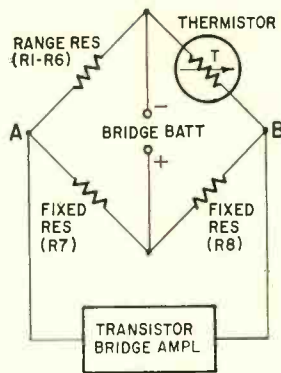 THERMISTOR
RANGE RES
(R1-R6)
T
−
A
BRIDGE BATT
B
+
FIXED
RES
(R7)
FIXED
RES
(R8)
TRANSISTOR
BRIDGE AMPL